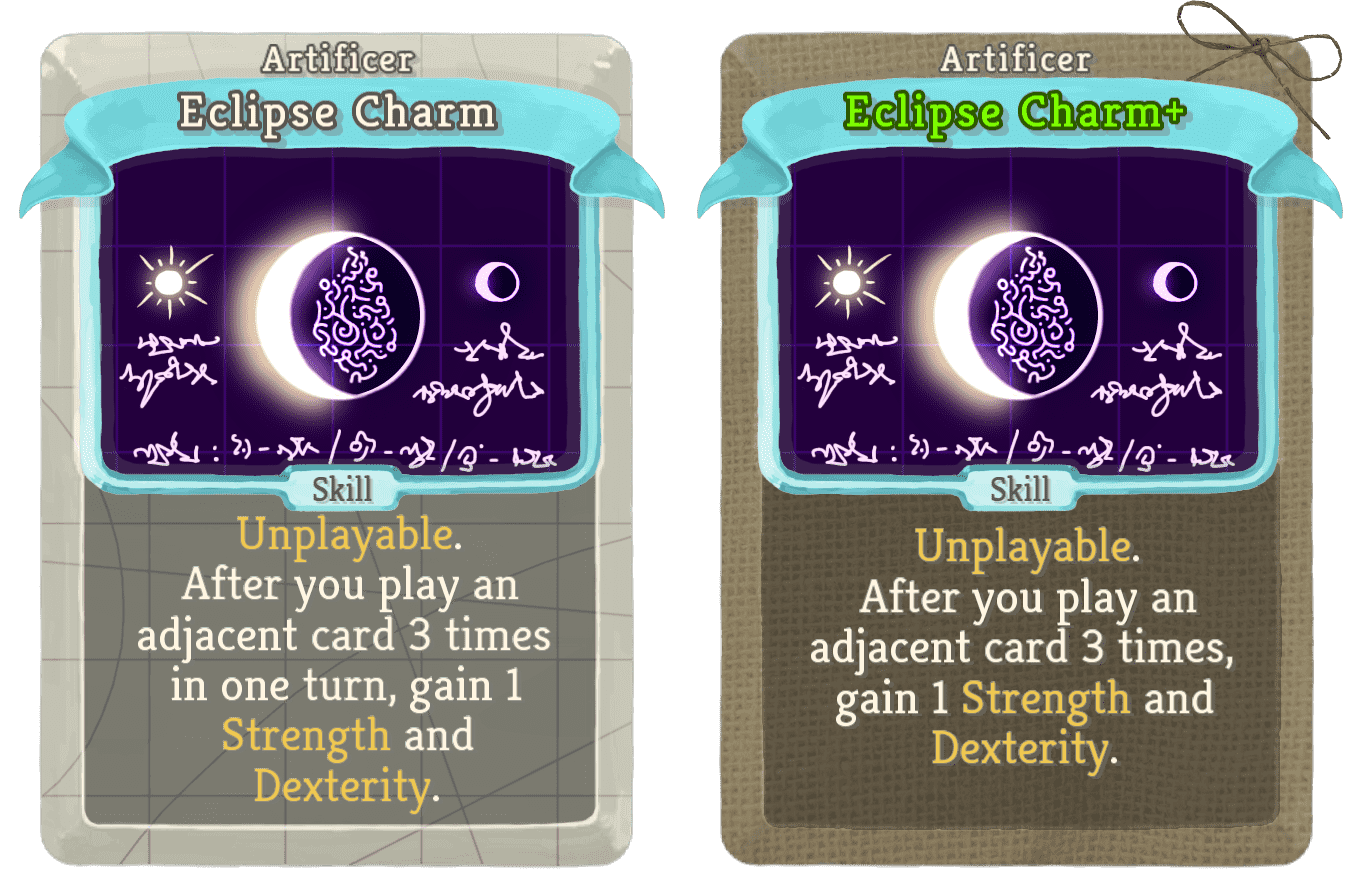 Artificer
Eclipse Charm
Skill
Unplayable.
After you play an
adjacent card 3 times
in one turn, gain 1
Strength and
Dexterity.
Artificer
Eclipse Charm+
Skill
Unplayable.
After you play an
adjacent card 3 times,
gain 1 Strength and
Dexterity.